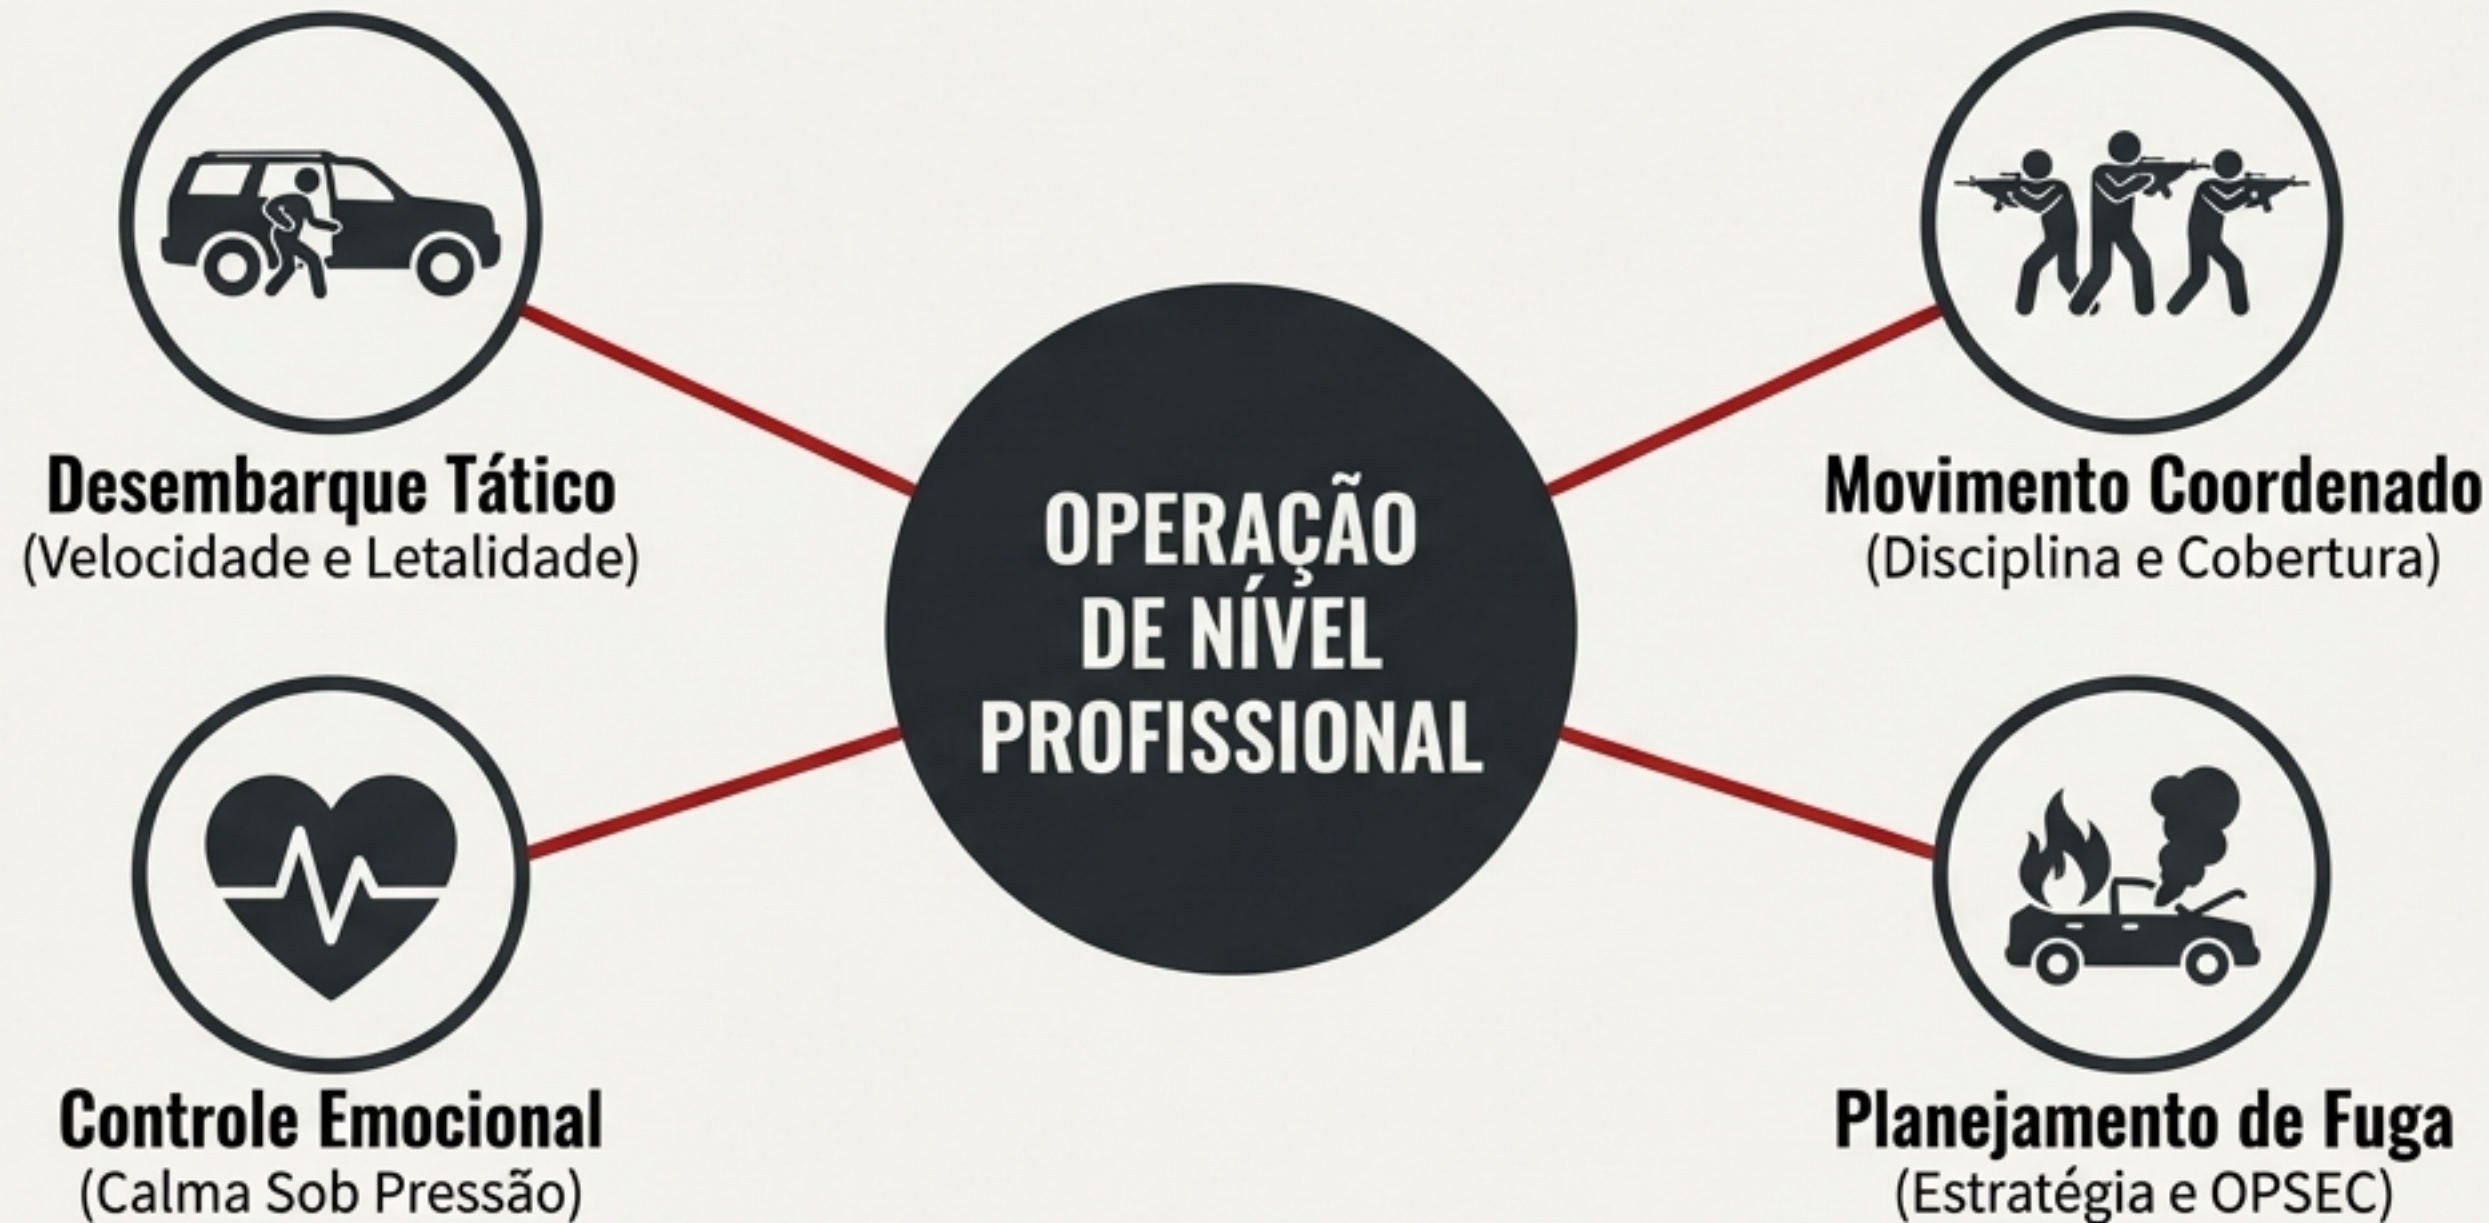 Desembarque Tático
(Velocidade e Letalidade)
Movimento Coordenado
(Disciplina e Cobertura)
OPERAÇÃO
DE NÍVEL
PROFISSIONAL
Controle Emocional
(Calma Sob Pressão)
Planejamento de Fuga
(Estratégia e OPSEC)